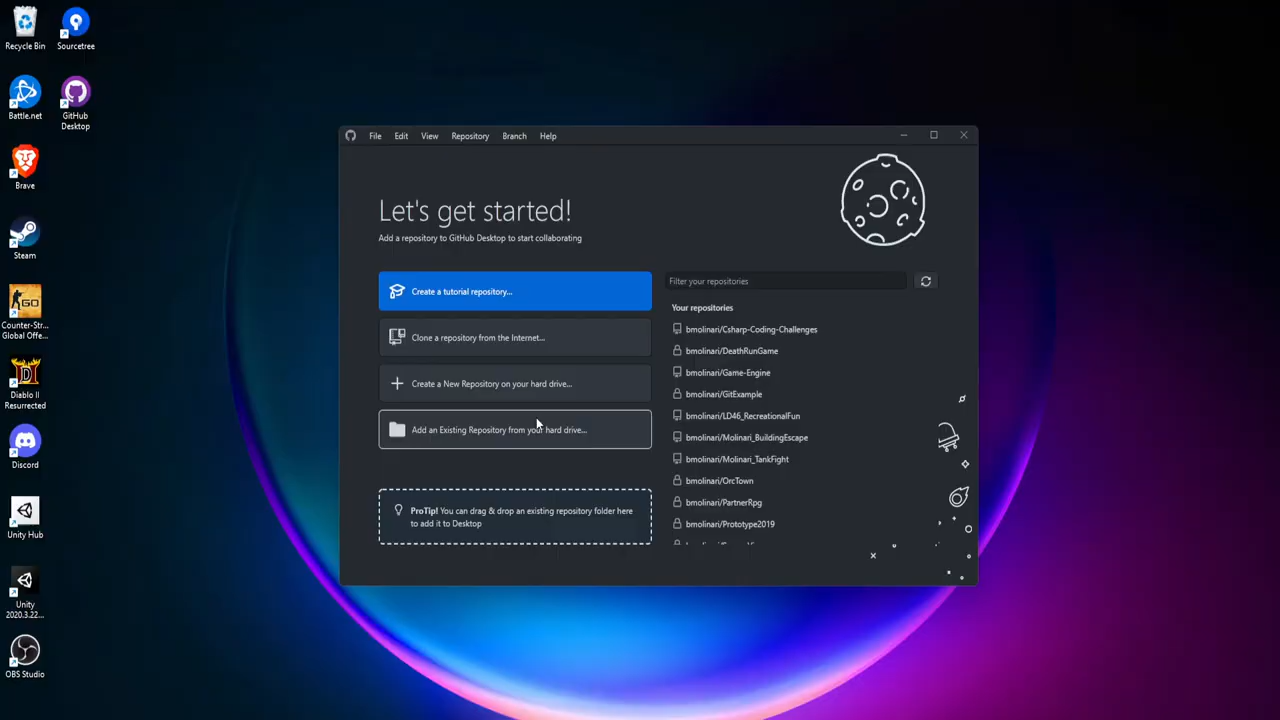 Recycle Bin
Sourcetree
Battle.net
GitHub
Desktop
Brave
Steam
Counter-Str...
Global Offe...
Diablo II
Resurrected
Discord
Unity Hub
Unity
2020.3.22...
OBS Studio
File Edit View Repository Branch Help
Let's get started!
Add a repository to GitHub Desktop to start collaborating
Create a tutorial repository...
Clone a repository from the Internet...
Create a New Repository on your hard drive...
Add an Existing Repository from your hard drive...
ProTip! You can drag & drop an existing repository folder here
to add it to Desktop
Filter your repositories
Your repositories
bmolinari/Csharp-Coding-Challenges
bmolinari/DeathRunGame
bmolinari/Game-Engine
bmolinari/GitExample
bmolinari/LD46_RecreationalFun
bmolinari/Molinari_BuildingEscape
bmolinari/Molinari_TankFight
bmolinari/OrcTown
bmolinari/PartnerRpg
bmolinari/Prototype2019